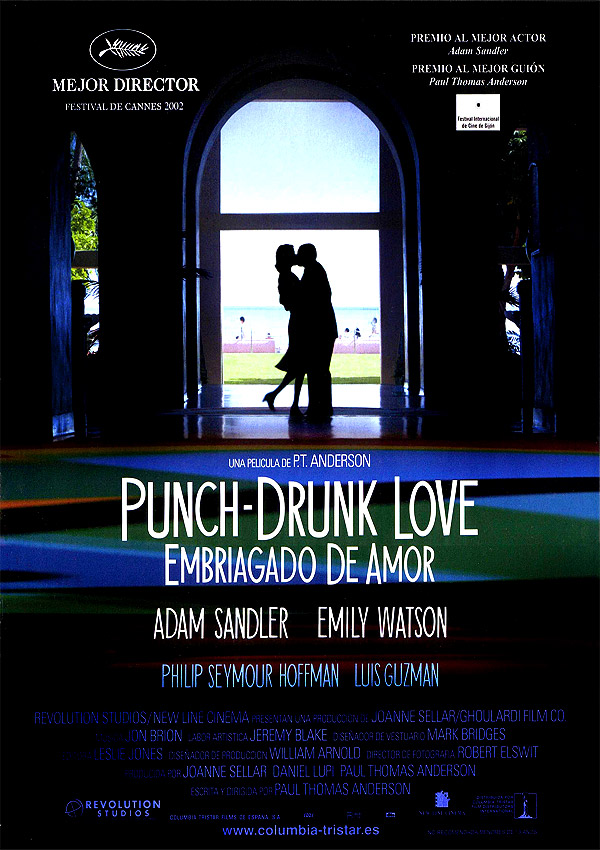 MEJOR DIRECTOR
FESTIVAL DE CANNES 2002
PREMIO AL MEJOR ACTOR
Adam Sandler
PREMIO AL MEJOR GUIÓN
Paul Thomas Anderson
Festival Internacional
de Cine de Gijón
UNA PELICULA DE P.T. ANDERSON
PUNCH-DRUNK LOVE
EMBRIAGADO DE AMOR
ADAM SANDLER EMILY WATSON
PHILIP SEYMOUR HOFFMAN LUIS GUZMAN
REVOLUTION STUDIOS/NEW LINE CINEMA PRESENTAN UNA PRODUCCION DE JOANNE SELLAR/GHOULARDI FILM CO.
JON BRION LABOR ARTISTICA JEREMY BLAKE DISEÑADOR DE VESTUARIO MARK BRIDGES
LESLIE JONES DISEÑADOR DE PRODUCCION WILLIAM ARNOLD DIRECTOR DE FOTOGRAFIA ROBERT ELSWIT
PRODUCIDA POR JOANNE SELLAR DANIEL LUPI PAUL THOMAS ANDERSON
ESCRITA Y DIRIGIDA POR PAUL THOMAS ANDERSON
REVOLUTION
STUDIOS
COLUMBIA TRISTAR FILMS DE ESPAÑA, S.A.
www.columbia-tristar.es